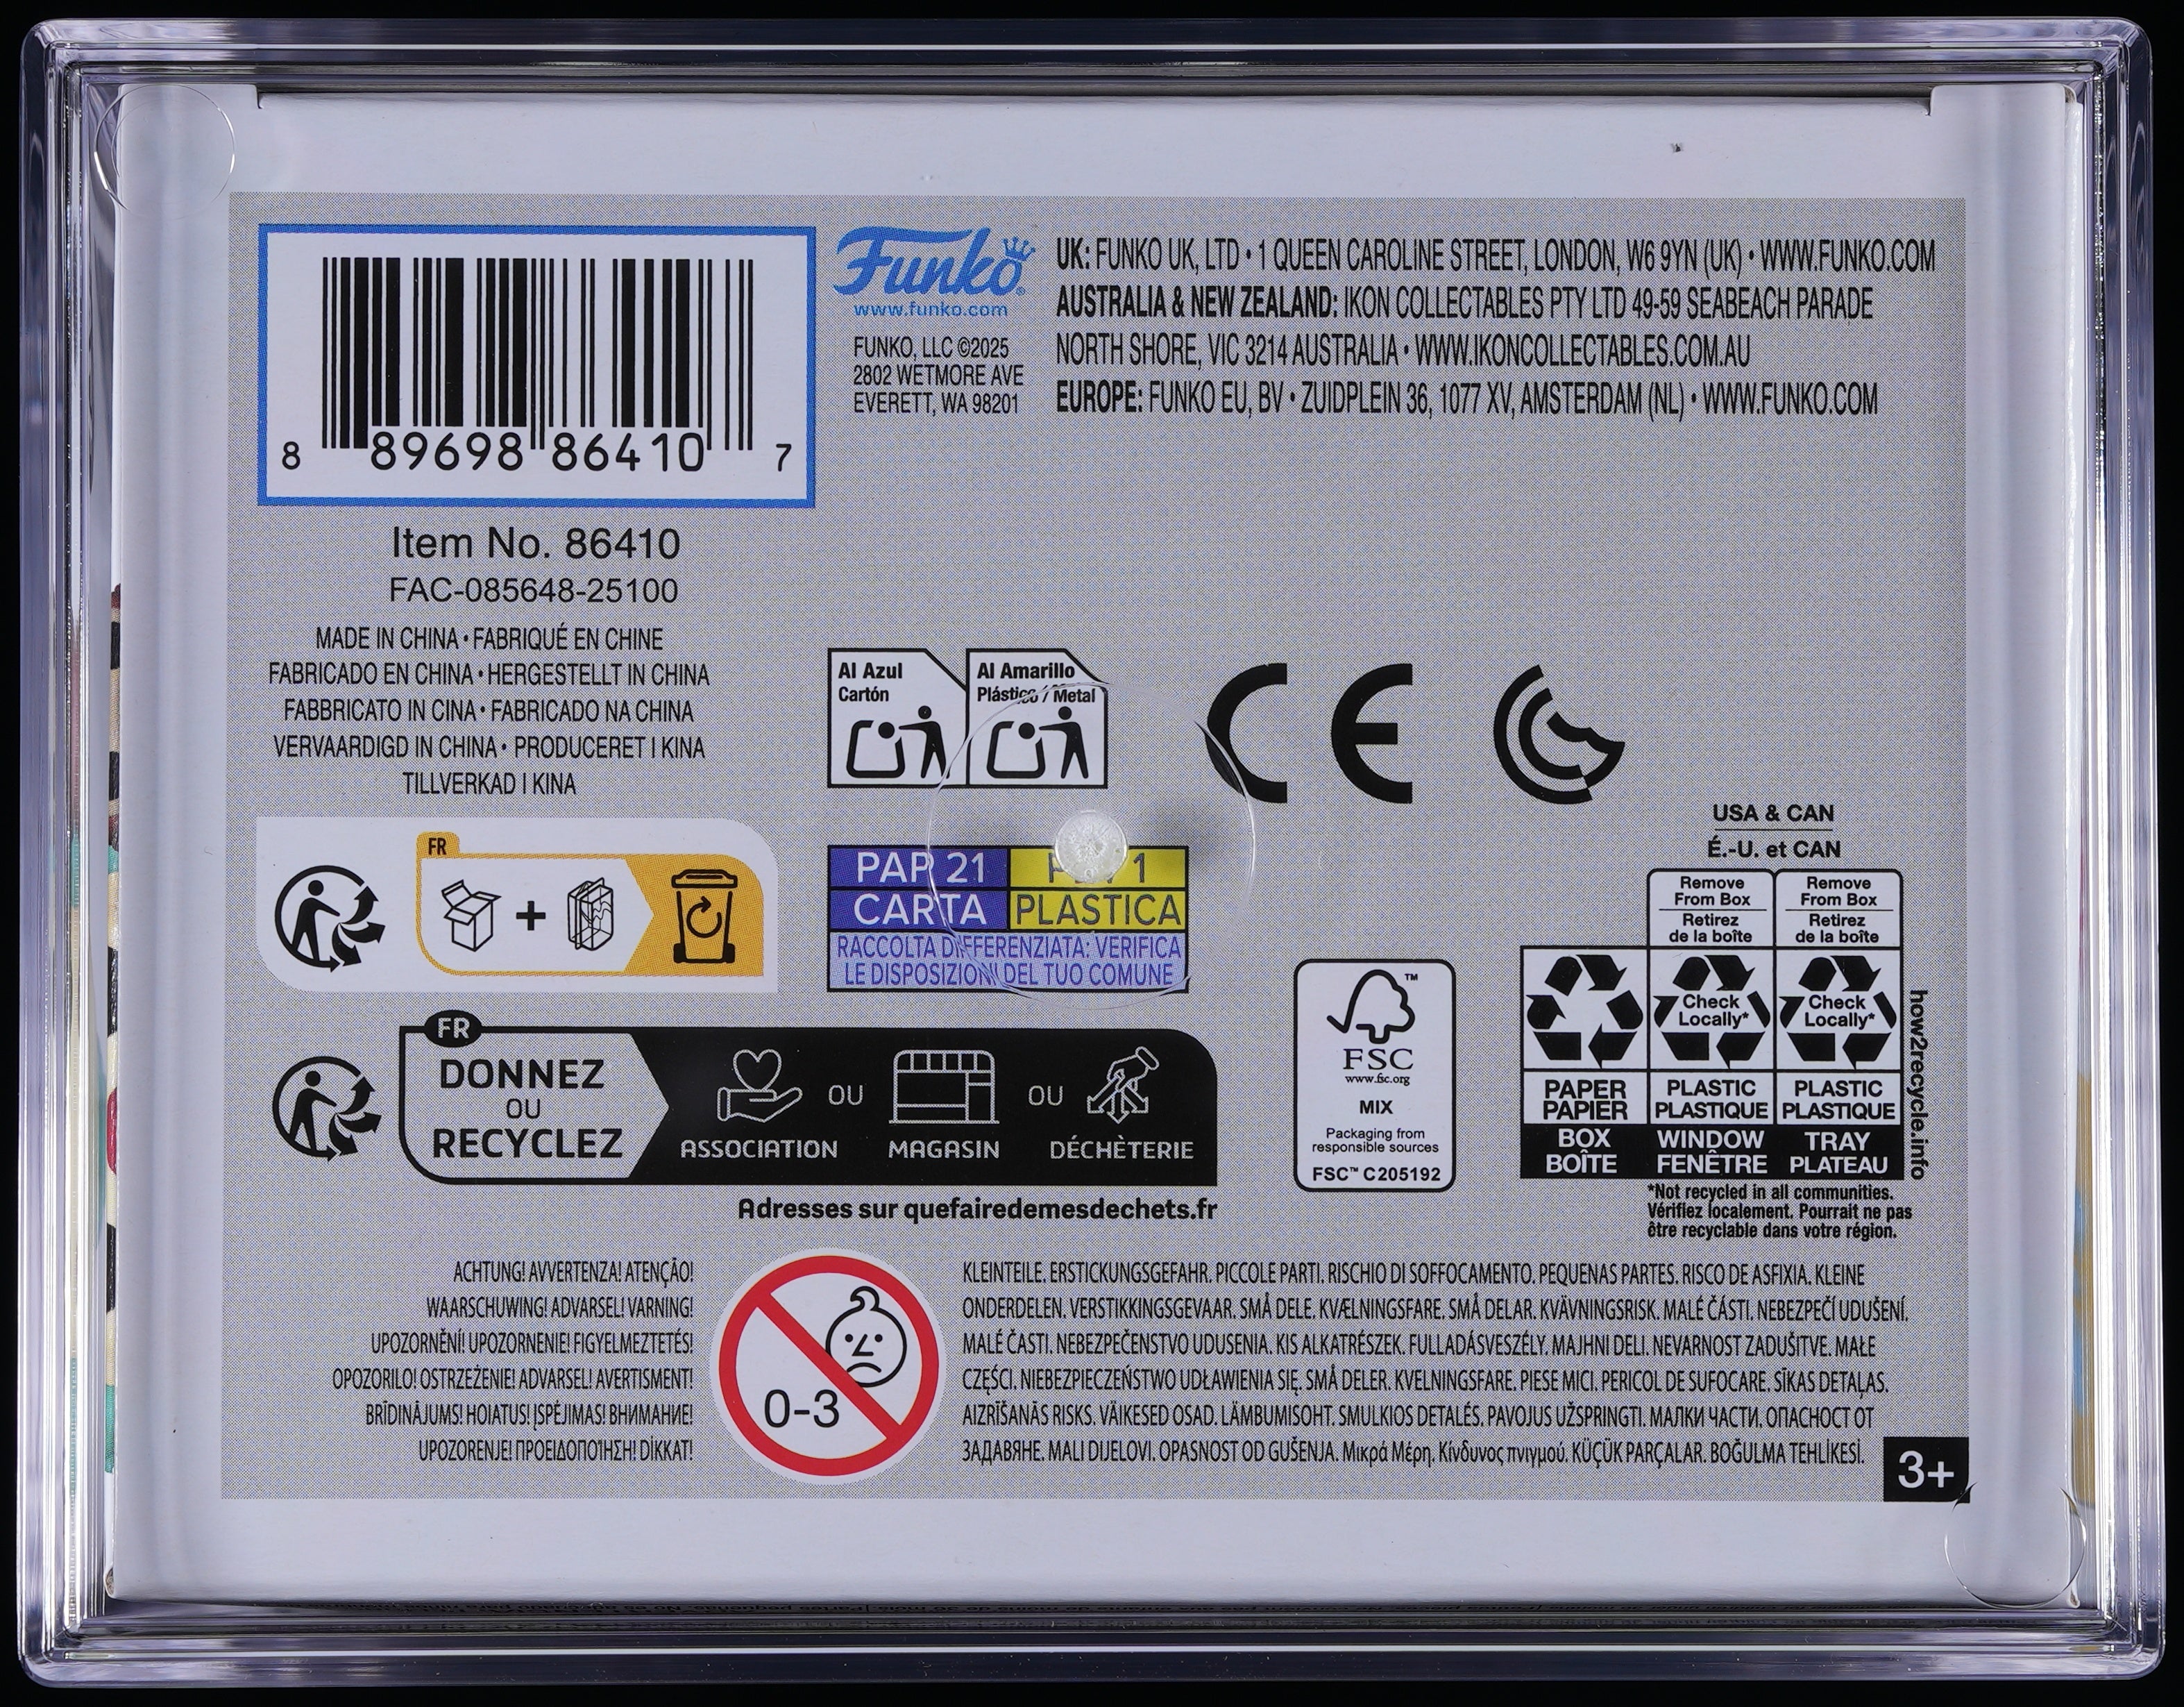 8 89698 86410 7
Item No. 86410
FAC-085648-25100
MADE IN CHINA • FABRIQUÉ EN CHINE
FABRICADO EN CHINA • HERGESTELLT IN CHINA
FABBRICATO IN CINA • FABRICADO NA CHINA
VERVAARDIGD IN CHINA • PRODUCERET I KINA
TILLVERKAD I KINA
Funko
www.funko.com
FUNKO, LLC ©2025
2802 WETMORE AVE
EVERETT, WA 98201
UK: FUNKO UK, LTD • 1 QUEEN CAROLINE STREET, LONDON, W6 9YN (UK) • WWW.FUNKO.COM
AUSTRALIA & NEW ZEALAND: IKON COLLECTABLES PTY LTD 49-59 SEABEACH PARADE
NORTH SHORE, VIC 3214 AUSTRALIA • WWW.IKONCOLLECTABLES.COM.AU
EUROPE: FUNKO EU, BV • ZUIDPLEIN 36, 1077 XV, AMSTERDAM (NL) • WWW.FUNKO.COM
Al Azul
Cartón
Al Amarillo
Plástico / Metal
CE
FR
PAP 21
CARTA
1
PLASTICA
RACCOLTA DIFFERENZIATA: VERIFICA
LE DISPOSIZIONI DEL TUO COMUNE
FR
DONNEZ
OU
RECYCLEZ
ASSOCIATION
OU
MAGASIN
OU
DÉCHÈTERIE
Adresses sur quefairedemesdechets.fr
FSC
www.fsc.org
MIX
Packaging from
responsible sources
FSC™ C205192
USA & CAN
É.-U. et CAN
Remove
From Box
Retirez
de la boîte
Remove
From Box
Retirez
de la boîte
Check
Locally*
Check
Locally*
PAPER
PAPIER
PLASTIC
PLASTIQUE
PLASTIC
PLASTIQUE
BOX
BOÎTE
WINDOW
FENÊTRE
TRAY
PLATEAU
how2recycle.info
*Not recycled in all communities.
Vérifiez localement. Pourrait ne pas
être recyclable dans votre région.
ACHTUNG! AVVERTENZA! ATENÇÃO!
WAARSCHUWING! ADVARSEL! VARNING!
UPOZORNĚNÍ! UPOZORNENIE! FIGYELMEZTETÉS!
OPOZORILO! OSTRZEŻENIE! ADVARSEL! AVERTISMENT!
BRĪDINĀJUMS! HOIATUS! ĮSPĖJIMAS! ВНИМАНИЕ!
UPOZORENJE! ΠΡΟΕΙΔΟΠΟΊΗΣΗ! DİKKAT!
0-3
KLEINTEILE. ERSTICKUNGSGEFAHR. PICCOLE PARTI. RISCHIO DI SOFFOCAMENTO. PEQUENAS PARTES. RISCO DE ASFIXIA. KLEINE
ONDERDELEN. VERSTIKKINGSGEVAAR. SMÅ DELE. KVÆLNINGSFARE. SMÅ DELAR. KVÄVNINGSRISK. MALÉ ČÁSTI. NEBEZPEČÍ UDUŠENÍ.
MALÉ ČASTI. NEBEZPEČENSTVO UDUSENIA. KIS ALKATRÉSZEK. FULLADÁSVESZÉLY. MAJHNI DELI. NEVARNOST ZADUŠITVE. MAŁE
CZĘŚCI. NIEBEZPIECZEŃSTWO UDŁAWIENIA SIĘ. SMÅ DELER. KVELNINGSFARE. PIESE MICI. PERICOL DE SUFOCARE. SĪKAS DETAĻAS.
AIZRĪŠANĀS RISKS. VÄIKESED OSAD. LÄMBUMISOHT. SMULKIOS DETALĖS. PAVOJUS UŽSPRINGTI. МАЛКИ ЧАСТИ. ОПАСНОСТ ОТ
ЗАДАВЯНЕ. MALI DIJELOVI. OPASNOST OD GUŠENJA. Μικρά Μέρη. Κίνδυνος πνιγμού. KÜÇÜK PARÇALAR. BOĞULMA TEHLİKESİ.
3+